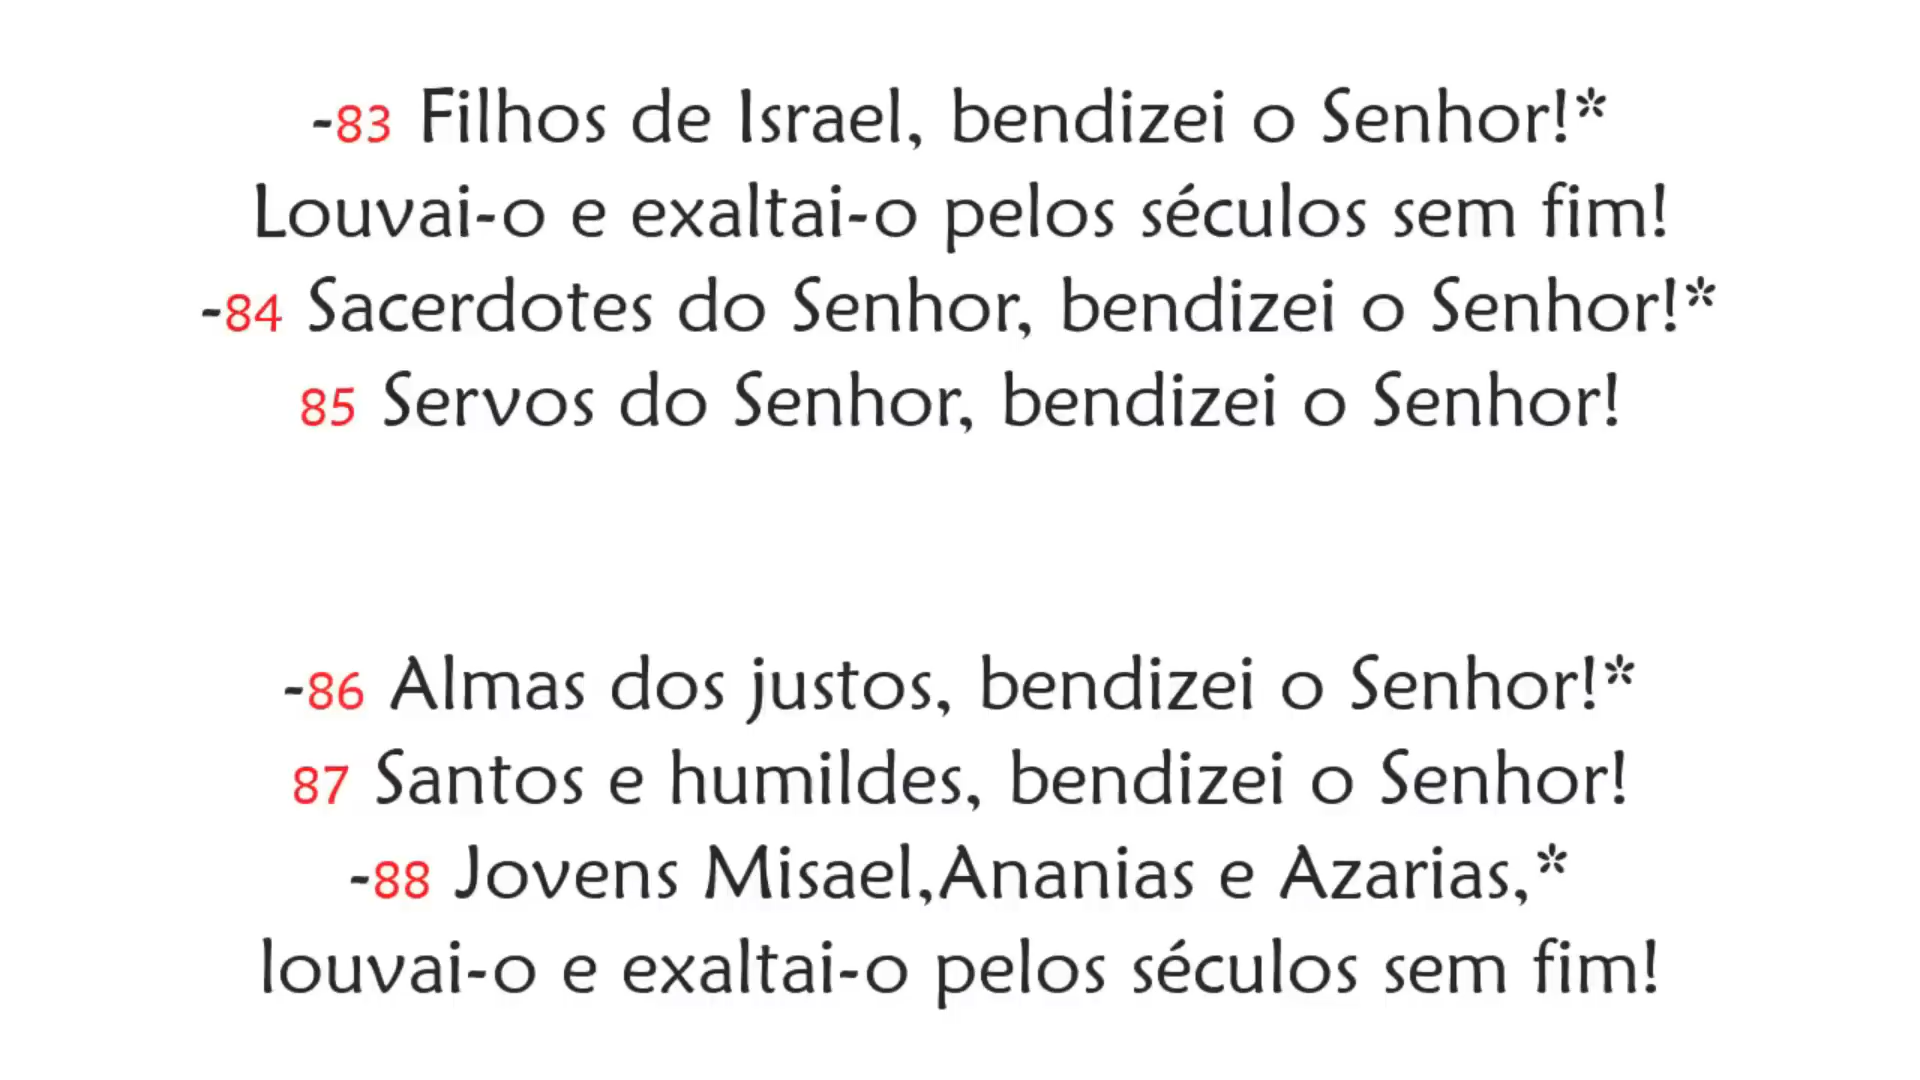 -83 Filhos de Israel, bendizei o Senhor!*
Louvai-o e exaltai-o pelos séculos sem fim!
-84 Sacerdotes do Senhor, bendizei o Senhor!*
85 Servos do Senhor, bendizei o Senhor!
-86 Almas dos justos, bendizei o Senhor!*
87 Santos e humildes, bendizei o Senhor!
-88 Jovens Misael,Ananias e Azarias,*
louvai-o e exaltai-o pelos séculos sem fim!